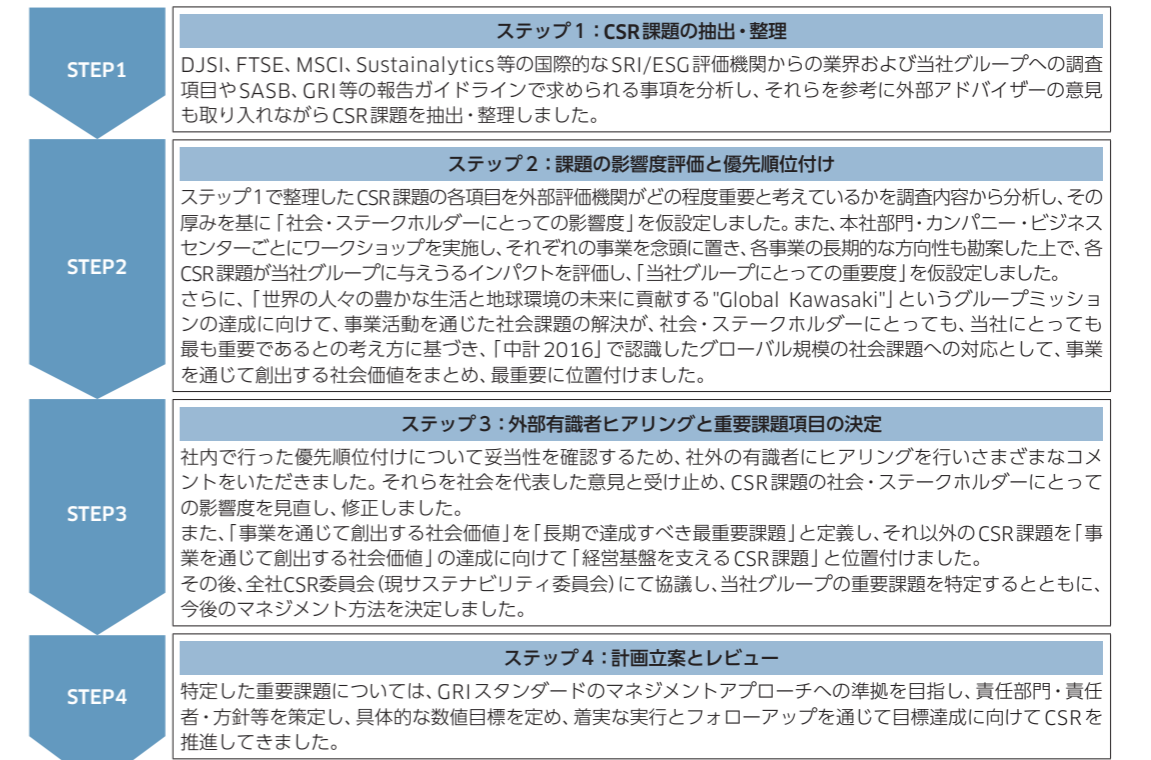 STEP1
ステップ1:CSR課題の抽出・整理
DJSI、FTSE、MSCI、Sustainalytics等の国際的なSRI/ESG評価機関からの業界および当社グループへの調査
項目やSASB、GRI等の報告ガイドラインで求められる事項を分析し、それらを参考に外部アドバイザーの意見
も取り入れながらCSR課題を抽出・整理しました。
STEP2
ステップ2:課題の影響度評価と優先順位付け
ステップ1で整理したCSR課題の各項目を外部評価機関がどの程度重要と考えているかを調査内容から分析し、その
厚みを基に「社会・ステークホルダーにとっての影響度」を仮設定しました。また、本社部門・カンパニー・ビジネス
センターごとにワークショップを実施し、それぞれの事業を念頭に置き、各事業の長期的な方向性も勘案した上で、各
CSR課題が当社グループに与えうるインパクトを評価し、「当社グループにとっての重要度」を仮設定しました。
さらに、「世界の人々の豊かな生活と地球環境の未来に貢献する"Global Kawasaki"」というグループミッショ
ンの達成に向けて、事業活動を通じた社会課題の解決が、社会・ステークホルダーにとっても、当社にとっても
最も重要であるとの考え方に基づき、「中計2016」で認識したグローバル規模の社会課題への対応として、事業
を通じて創出する社会価値をまとめ、最重要に位置付けました。
STEP3
ステップ3:外部有識者ヒアリングと重要課題項目の決定
社内で行った優先順位付けについて妥当性を確認するため、社外の有識者にヒアリングを行いさまざまなコメ
ントをいただきました。それらを社会を代表した意見と受け止め、CSR課題の社会・ステークホルダーにとって
の影響度を見直し、修正しました。
また、「事業を通じて創出する社会価値」を「長期で達成すべき最重要課題」と定義し、それ以外のCSR課題を「事
業を通じて創出する社会価値」の達成に向けて「経営基盤を支えるCSR課題」と位置付けました。
その後、全社CSR委員会(現サステナビリティ委員会)にて協議し、当社グループの重要課題を特定するとともに、
今後のマネジメント方法を決定しました。
STEP4
ステップ4:計画立案とレビュー
特定した重要課題については、GRIスタンダードのマネジメントアプローチへの準拠を目指し、責任部門・責任
者・方針等を策定し、具体的な数値目標を定め、着実な実行とフォローアップを通じて目標達成に向けてCSRを
推進してきました。